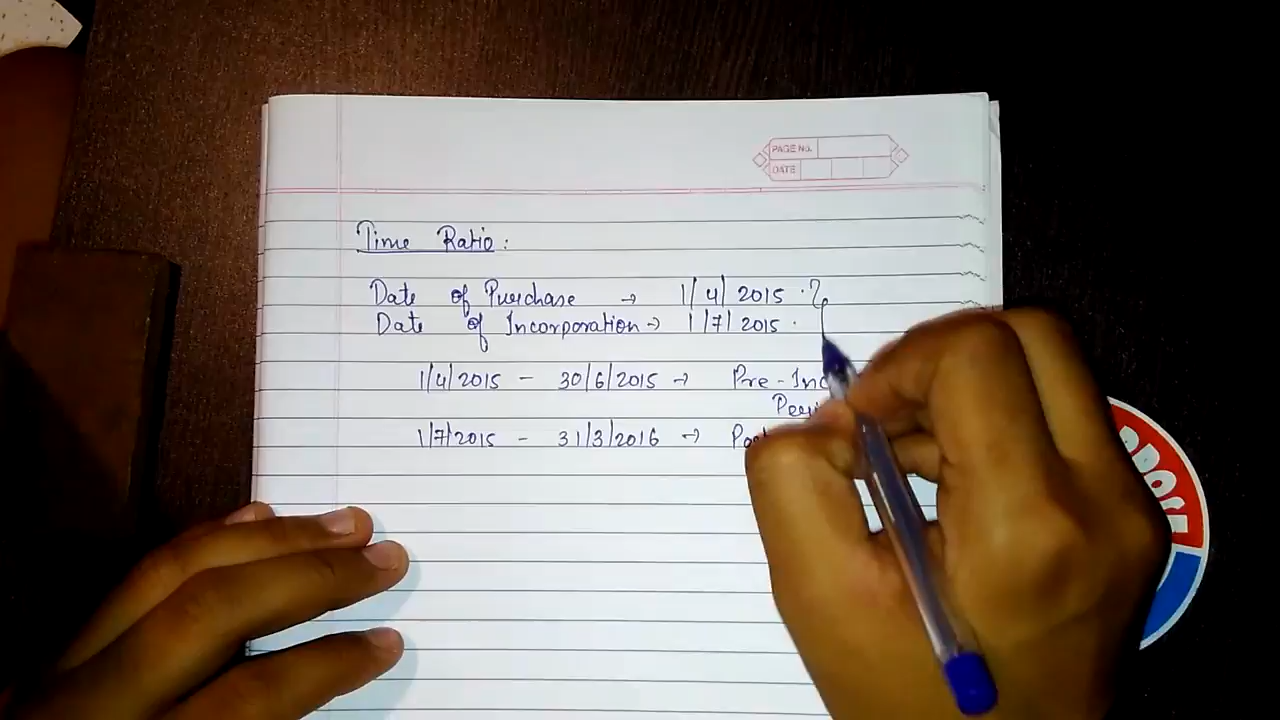 PAGE NO.
DATE
Time Ratio:
Date of Purchase → 1/4/2015
Date of Incorporation → 1/7/2015
1/4/2015 - 30/6/2015 → Pre-Inc
1/7/2015 - 31/3/2016 →